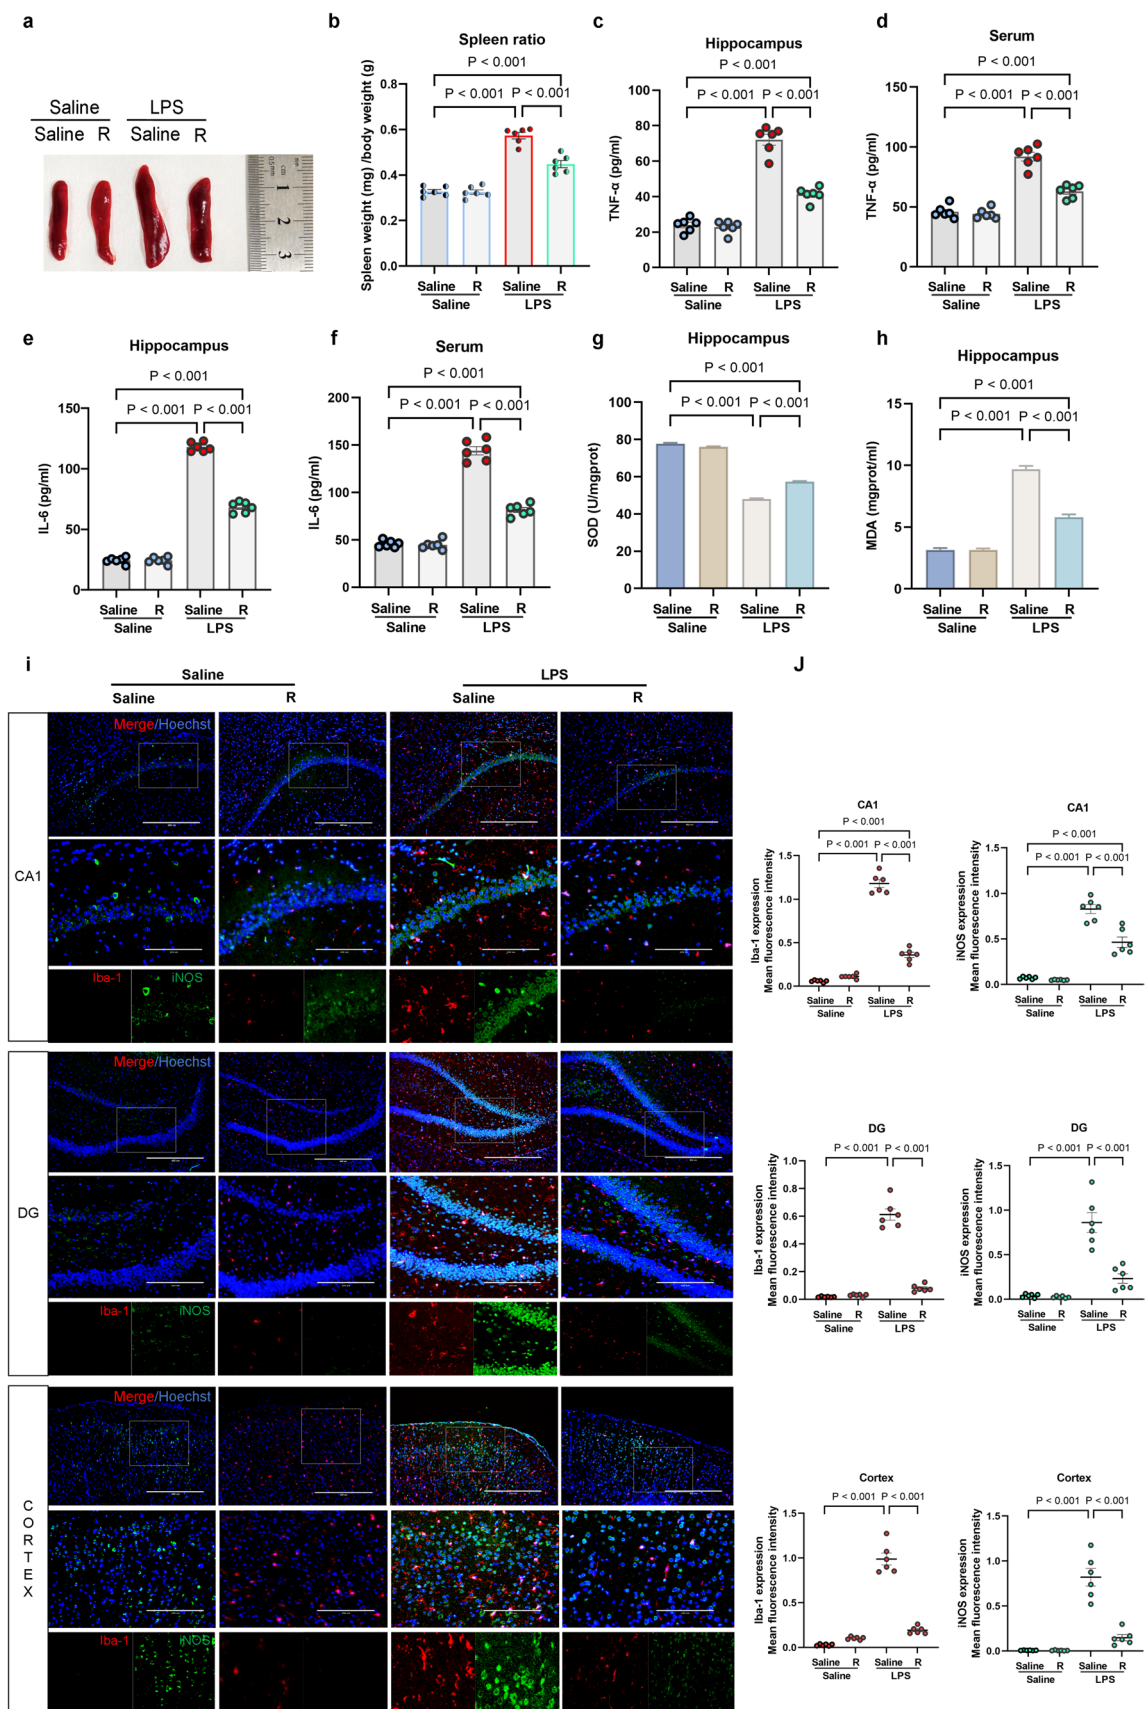 a
Saline LPS
Saline R Saline R
0.5mm
cm
mm
1
2
3
b
Spleen ratio
P < 0.001
P < 0.001 P < 0.001
Spleen weight (mg) /body weight (g)
0.8
0.6
0.4
0.2
0.0
Saline R Saline R
Saline LPS
c
Hippocampus
P < 0.001
P < 0.001 P < 0.001
TNF-α (pg/ml)
100
80
60
40
20
0
Saline R Saline R
Saline LPS
d
Serum
P < 0.001
P < 0.001 P < 0.001
TNF-α (pg/ml)
150
100
50
0
Saline R Saline R
Saline LPS
e
Hippocampus
P < 0.001
P < 0.001 P < 0.001
IL-6 (pg/ml)
150
100
50
0
Saline R Saline R
Saline LPS
f
Serum
P < 0.001
P < 0.001 P < 0.001
IL-6 (pg/ml)
200
150
100
50
0
Saline R Saline R
Saline LPS
g
Hippocampus
P < 0.001
P < 0.001 P < 0.001
SOD (U/mgprot)
100
80
60
40
20
0
Saline R Saline R
Saline LPS
h
Hippocampus
P < 0.001
P < 0.001 P < 0.001
MDA (mgprot/ml)
15
10
5
0
Saline R Saline R
Saline LPS
i
Saline LPS
Saline R Saline R
CA1
Merge/Hoechst
Iba-1 iNOS
DG
Merge/Hoechst
Iba-1 iNOS
CORTEX
Merge/Hoechst
Iba-1 iNOS
J
CA1
P < 0.001
P < 0.001 P < 0.001
Iba-1 expression
Mean fluorescence intensity
1.5
1.0
0.5
0.0
Saline R Saline R
Saline LPS
CA1
P < 0.001
P < 0.001 P < 0.001
iNOS expression
Mean fluorescence intensity
1.5
1.0
0.5
0.0
Saline R Saline R
Saline LPS
DG
P < 0.001 P < 0.001
Iba-1 expression
Mean fluorescence intensity
1.0
0.8
0.6
0.4
0.2
0.0
Saline R Saline R
Saline LPS
DG
P < 0.001 P < 0.001
iNOS expression
Mean fluorescence intensity
1.5
1.0
0.5
0.0
Saline R Saline R
Saline LPS
Cortex
P < 0.001 P < 0.001
Iba-1 expression
Mean fluorescence intensity
1.5
1.0
0.5
0.0
Saline R Saline R
Saline LPS
Cortex
P < 0.001 P < 0.001
iNOS expression
Mean fluorescence intensity
1.5
1.0
0.5
0.0
Saline R Saline R
Saline LPS